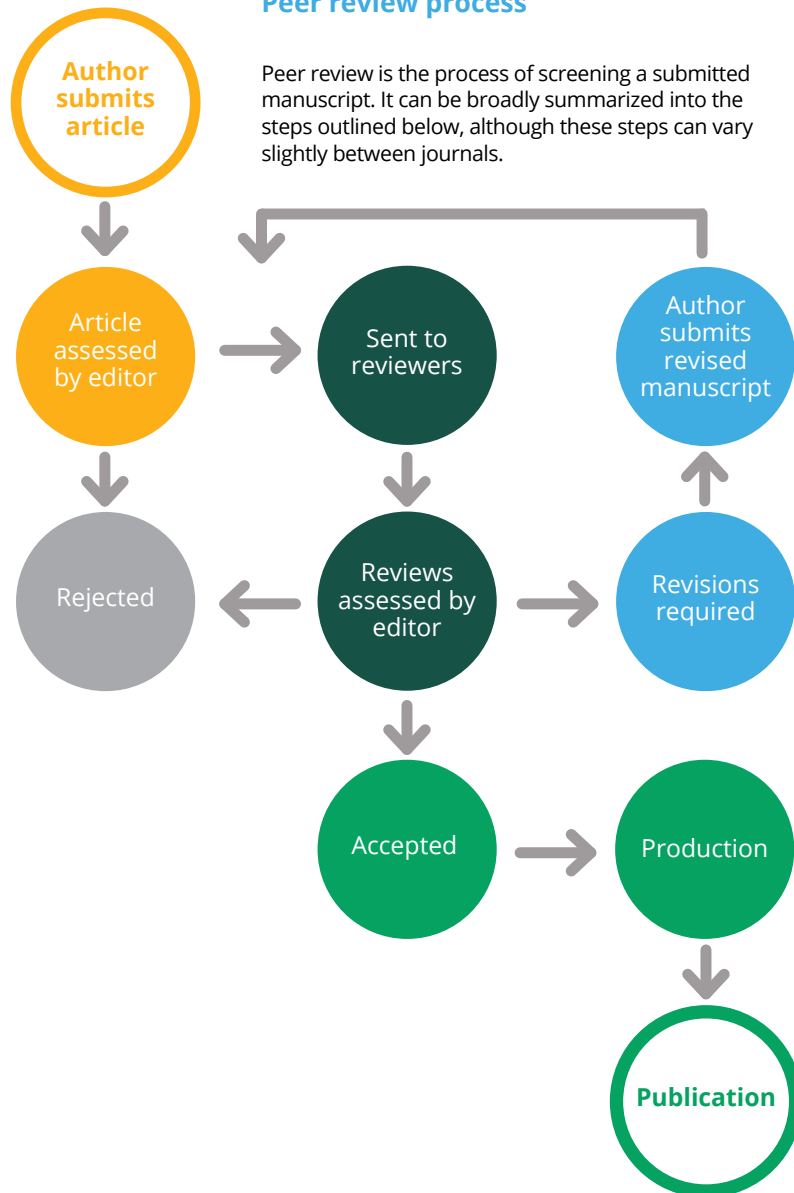 Peer review process
Peer review is the process of screening a submitted
manuscript. It can be broadly summarized into the
steps outlined below, although these steps can vary
slightly between journals.
Author
submits
article
Article
assessed
by editor
Sent to
reviewers
Author
submits
revised
manuscript
Rejected
Reviews
assessed by
editor
Revisions
required
Accepted
Production
Publication